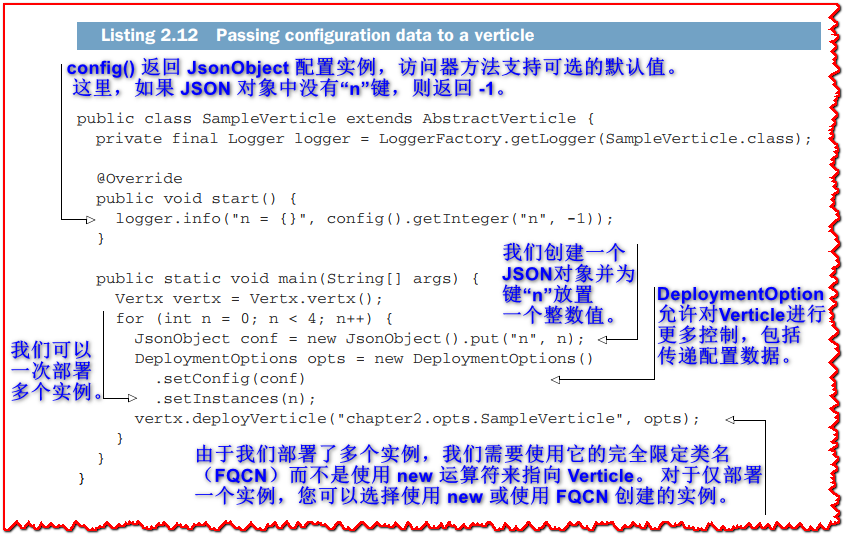 Listing 2.12 Passing configuration data to a verticle
config() 返回 JsonObject 配置实例，访问器方法支持可选的默认值。
这里，如果 JSON 对象中没有“n”键，则返回 -1。
public class SampleVerticle extends AbstractVerticle {
private final Logger logger = LoggerFactory.getLogger(SampleVerticle.class);
@Override
public void start() {
logger.info("n = {}", config().getInteger("n", -1));
}
public static void main(String[] args) {
Vertx vertx = Vertx.vertx();
for (int n = 0; n < 4; n++) {
JsonObject conf = new JsonObject().put("n", n);
DeploymentOptions opts = new DeploymentOptions()
.setConfig(conf)
.setInstances(n);
vertx.deployVerticle("chapter2.opts.SampleVerticle", opts);
}
}
}
我们创建一个
JSON对象并为
键“n”放置
一个整数值。
DeploymentOption
允许对Verticle进行
更多控制，包括
传递配置数据。
我们可以
一次部署
多个实例。
由于我们部署了多个实例，我们需要使用它的完全限定类名
（FQCN）而不是使用 new 运算符来指向 Verticle。 对于仅部署
一个实例，您可以选择使用 new 或使用 FQCN 创建的实例。